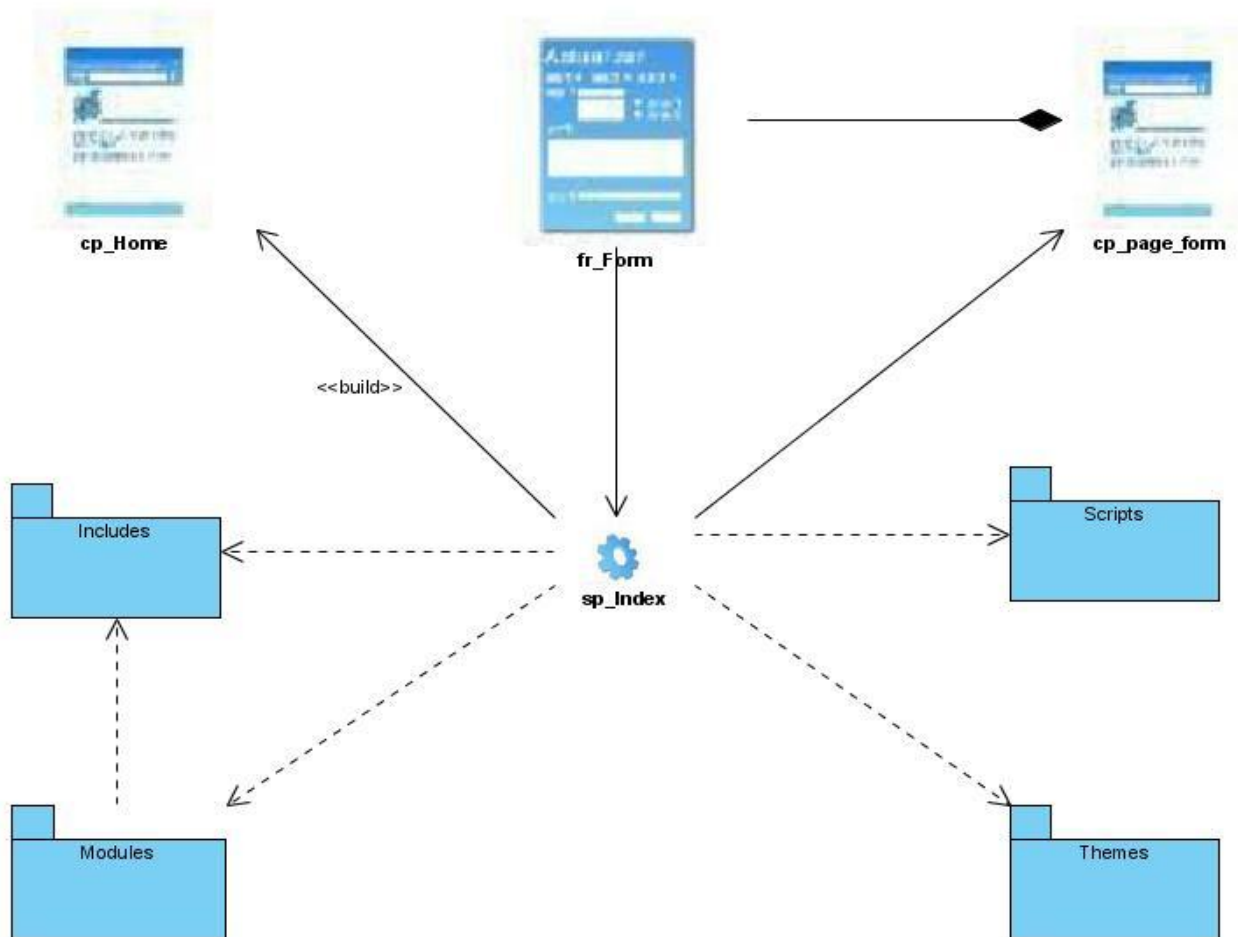 cp_Home
fr_Form
cp_page_form
<<build>>
Includes
Scripts
sp_Index
Modules
Themes